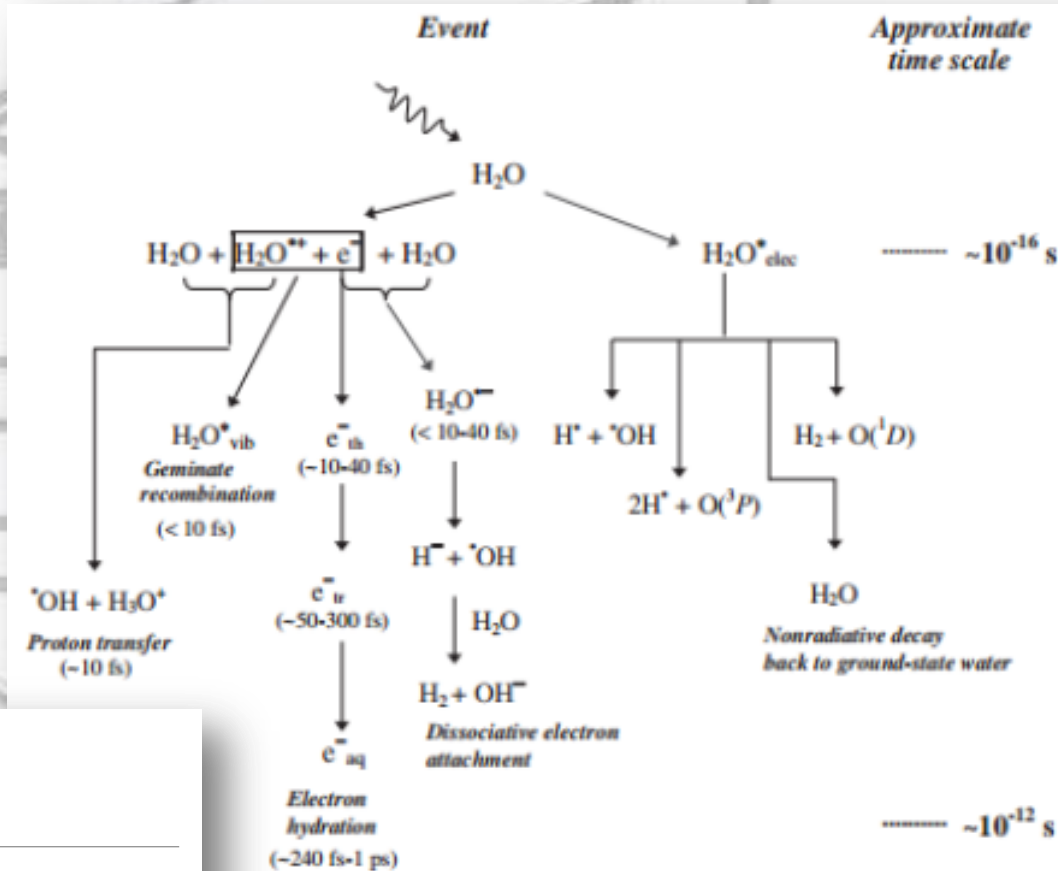 Event
Approximate
time scale
H₂O
H₂O + H₂O•⁺ + e⁻ + H₂O
H₂O*elec
~10⁻¹⁶ s
H₂O*vib
Geminate
recombination
(< 10 fs)
e⁻th
(~10-40 fs)
H₂O•⁻
(< 10-40 fs)
H• + •OH
2H• + O(³P)
H₂ + O(¹D)
•OH + H₃O⁺
Proton transfer
(~10 fs)
e⁻tr
(~50-300 fs)
H⁻ + •OH
H₂O
H₂ + OH⁻
Dissociative electron
attachment
H₂O
Nonradiative decay
back to ground-state water
e⁻aq
Electron
hydration
(~240 fs-1 ps)
~10⁻¹² s